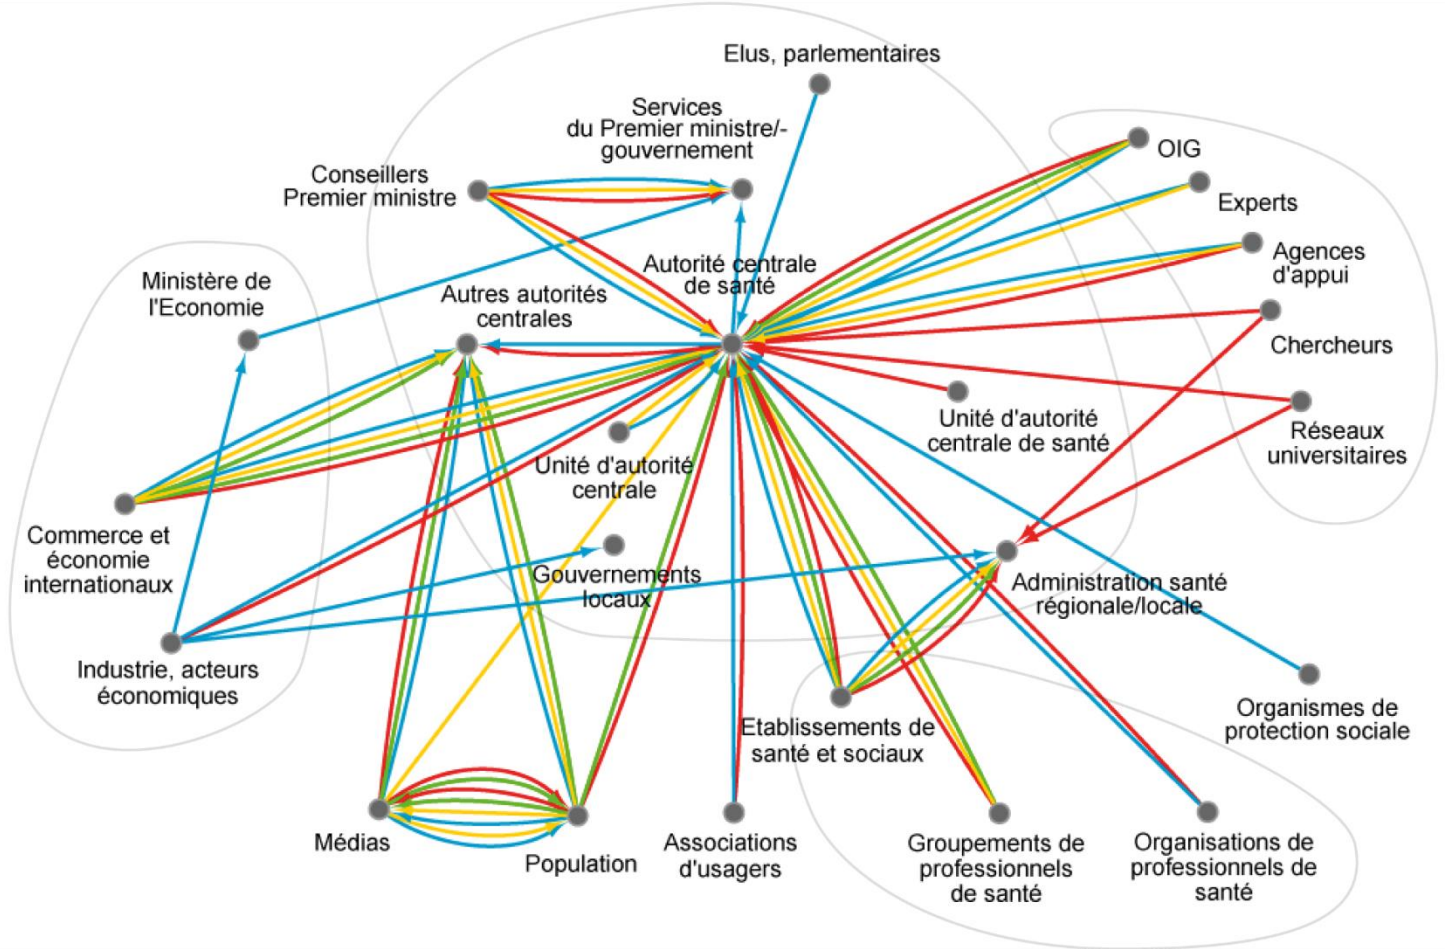 Elus, parlementaires
Services
du Premier ministre/-
gouvernement
OIG
Conseillers
Premier ministre
Experts
Autorité centrale
de santé
Agences
d'appui
Ministère de
l'Economie
Autres autorités
centrales
Chercheurs
Unité d'autorité
centrale de santé
Réseaux
universitaires
Unité d'autorité
centrale
Commerce et
économie
internationaux
Gouvernements
locaux
Administration santé
régionale/locale
Industrie, acteurs
économiques
Organismes de
protection sociale
Etablissements de
santé et sociaux
Médias
Population
Associations
d'usagers
Groupements de
professionnels
de santé
Organisations de
professionnels de
santé